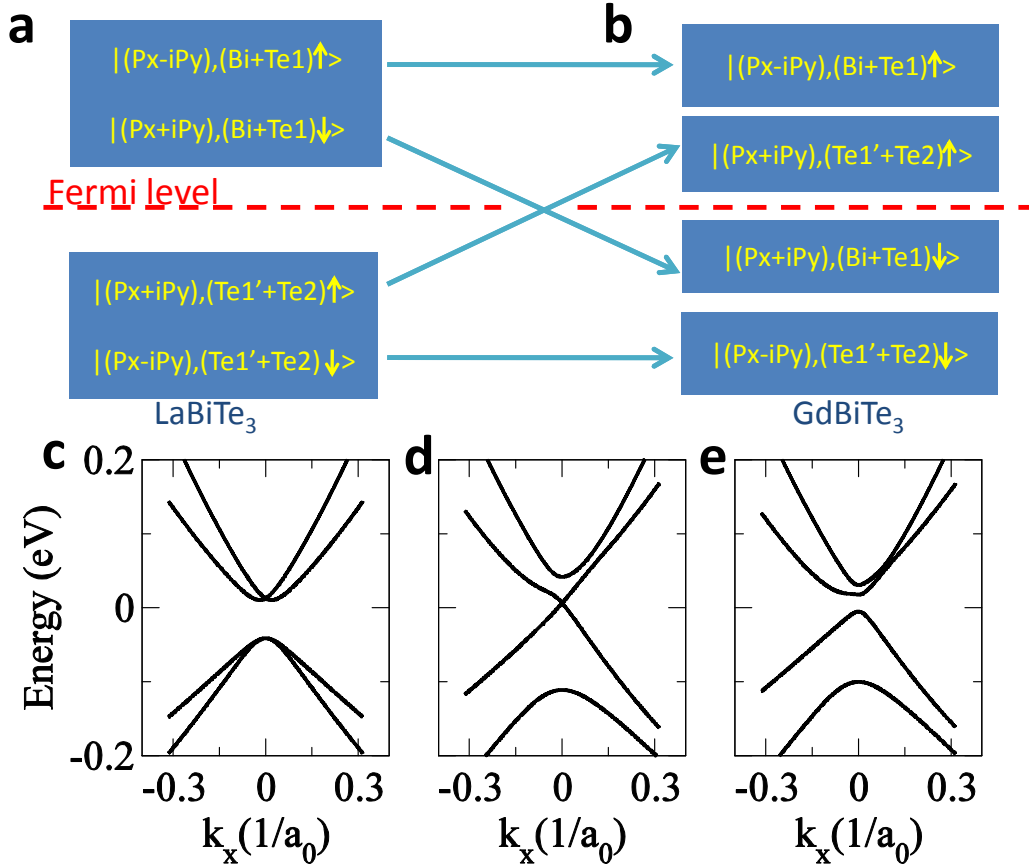 a
b
|(Px-iPy),(Bi+Te1)↑>
|(Px+iPy),(Bi+Te1)↓>
|(Px-iPy),(Bi+Te1)↑>
|(Px+iPy),(Te1'+Te2)↑>
Fermi level
|(Px+iPy),(Te1'+Te2)↑>
|(Px-iPy),(Te1'+Te2)↓>
|(Px+iPy),(Bi+Te1)↓>
|(Px-iPy),(Te1'+Te2)↓>
LaBiTe₃
GdBiTe₃
c
d
e
0.2
0
-0.2
Energy (eV)
-0.3 0 0.3
-0.3 0 0.3
-0.3 0 0.3
kₓ(1/a₀)
kₓ(1/a₀)
kₓ(1/a₀)